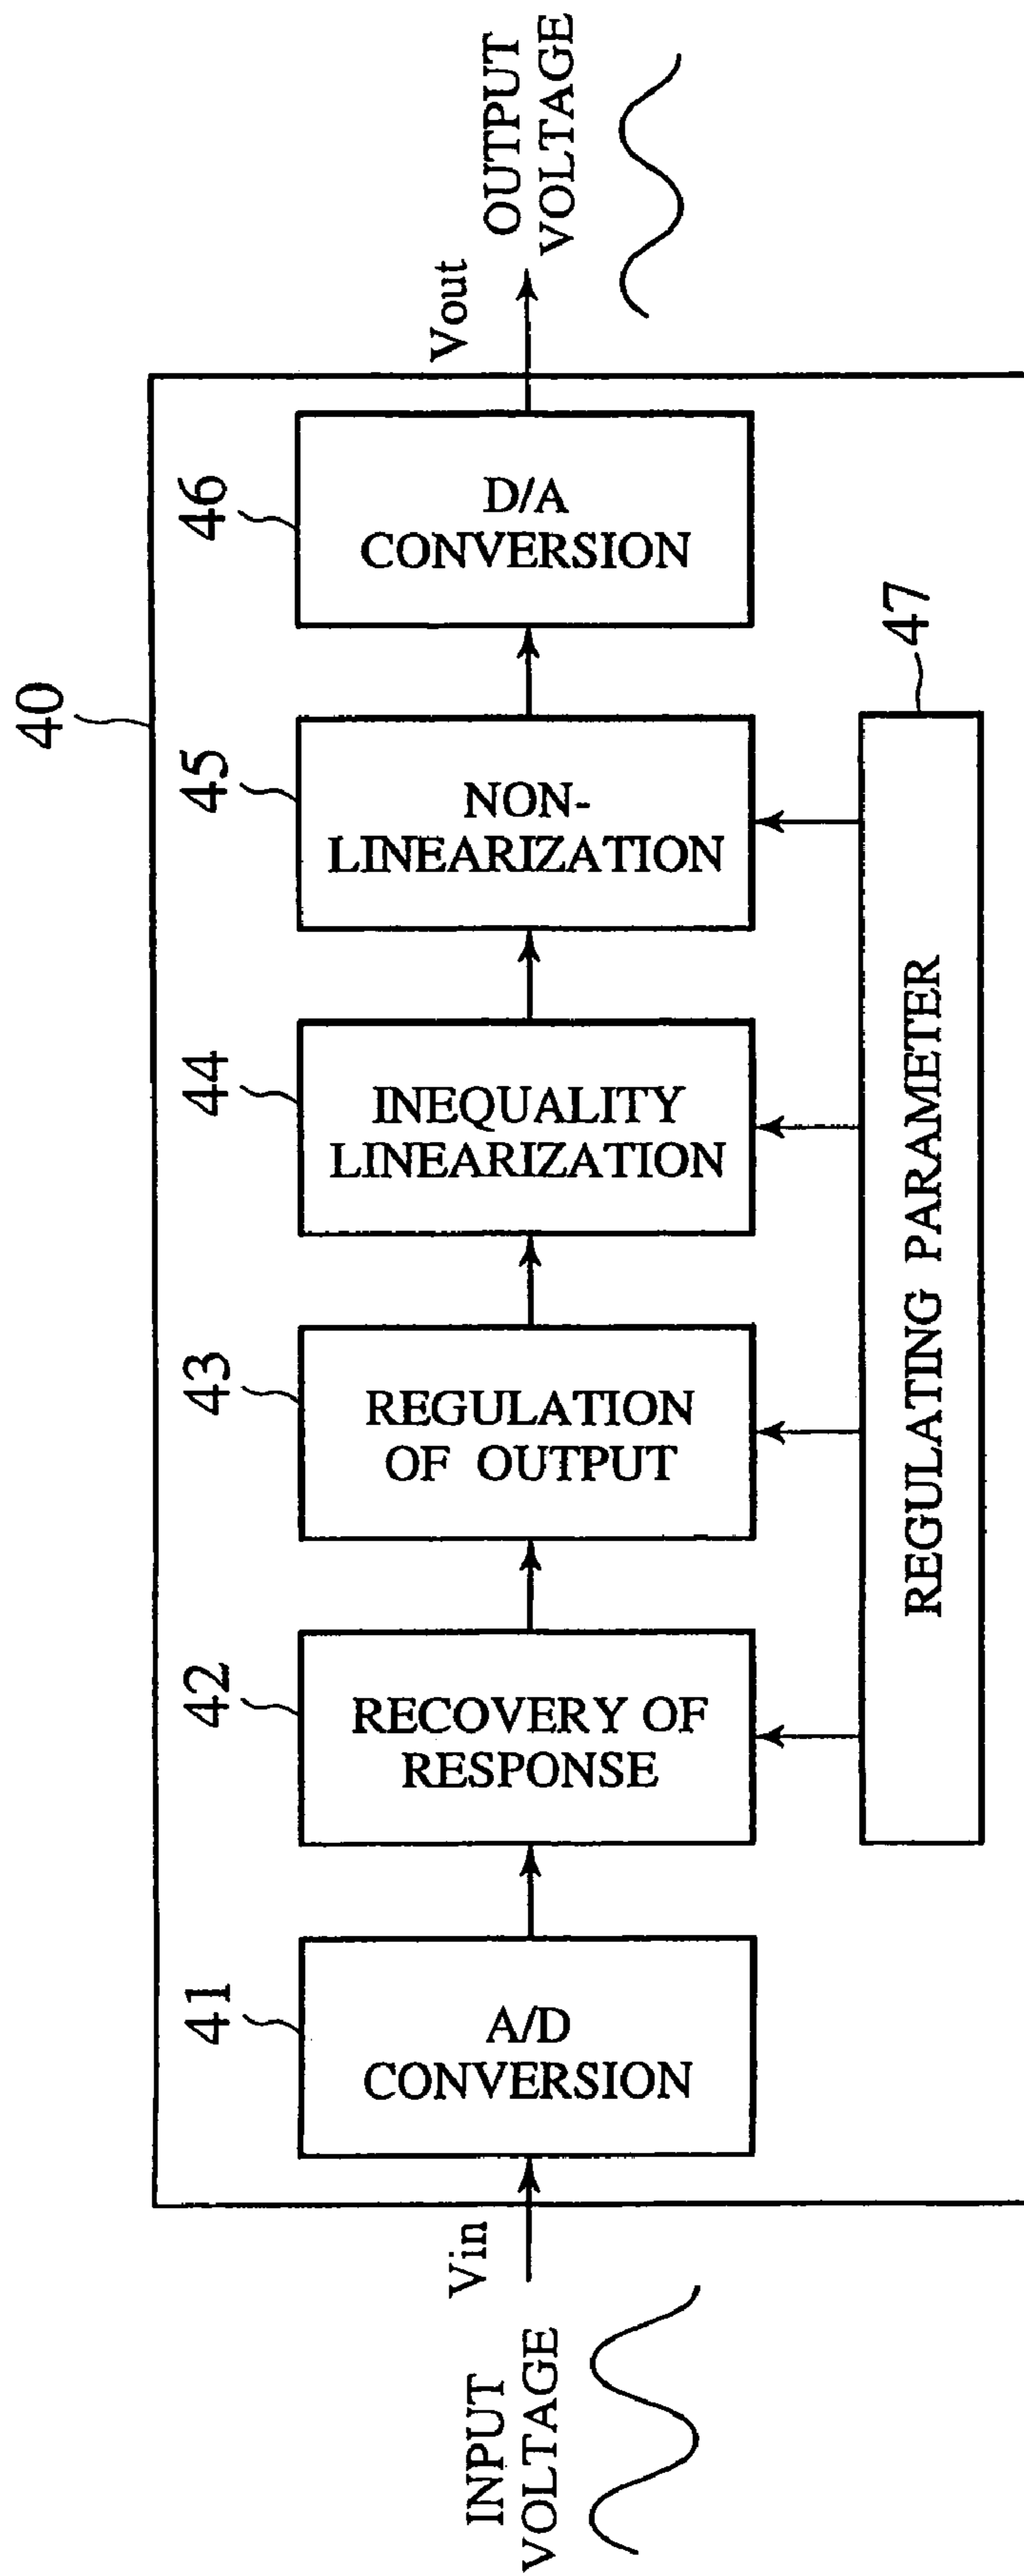 40
INPUT
VOLTAGE
Vin
41
A/D
CONVERSION
42
RECOVERY OF
RESPONSE
43
REGULATION
OF OUTPUT
44
INEQUALITY
LINEARIZATION
45
NON-
LINEARIZATION
46
D/A
CONVERSION
Vout
OUTPUT
VOLTAGE
47
REGULATING PARAMETER